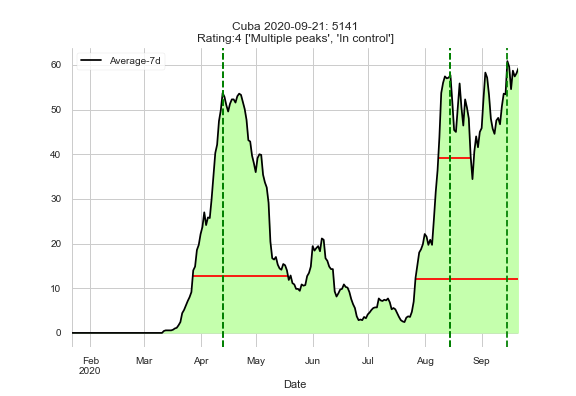 Cuba 2020-09-21: 5141
Rating:4 ['Multiple peaks', 'In control']
Average-7d
60
50
40
30
20
10
0
Feb Mar Apr May Jun Jul Aug Sep
2020
Date